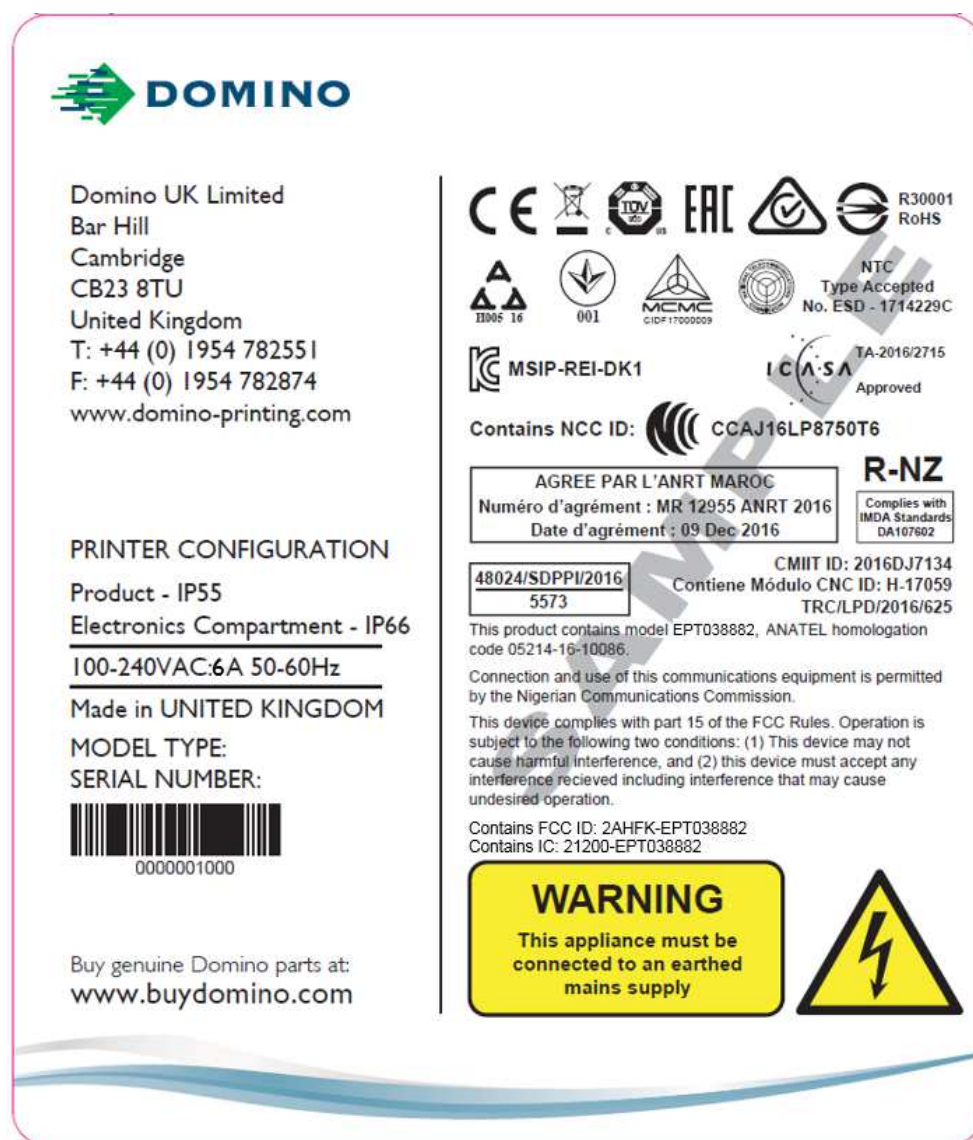 DOMINO
Domino UK Limited
Bar Hill
Cambridge
CB23 8TU
United Kingdom
T: +44 (0) 1954 782551
F: +44 (0) 1954 782874
www.domino-printing.com
PRINTER CONFIGURATION
Product - IP55
Electronics Compartment - IP66
100-240VAC:6A 50-60Hz
Made in UNITED KINGDOM
MODEL TYPE:
SERIAL NUMBER:
0000001000
Buy genuine Domino parts at:
www.buydomino.com
CE
TÜV
C US
EAC
R30001
RoHS
H005 16
001
MCMC
CIDF17000009
NTC
Type Accepted
No. ESD - 1714229C
MSIP-REI-DK1
ICASA
TA-2016/2715
Approved
Contains NCC ID: CCAJ16LP8750T6
AGREE PAR L'ANRT MAROC
Numéro d'agrément : MR 12955 ANRT 2016
Date d'agrément : 09 Dec 2016
R-NZ
Complies with
IMDA Standards
DA107602
48024/SDPPI/2016
5573
CMIIT ID: 2016DJ7134
Contiene Módulo CNC ID: H-17059
TRC/LPD/2016/625
This product contains model EPT038882, ANATEL homologation
code 05214-16-10086.
Connection and use of this communications equipment is permitted
by the Nigerian Communications Commission.
This device complies with part 15 of the FCC Rules. Operation is
subject to the following two conditions: (1) This device may not
cause harmful interference, and (2) this device must accept any
interference recieved including interference that may cause
undesired operation.
Contains FCC ID: 2AHFK-EPT038882
Contains IC: 21200-EPT038882
WARNING
This appliance must be
connected to an earthed
mains supply
SAMPLE